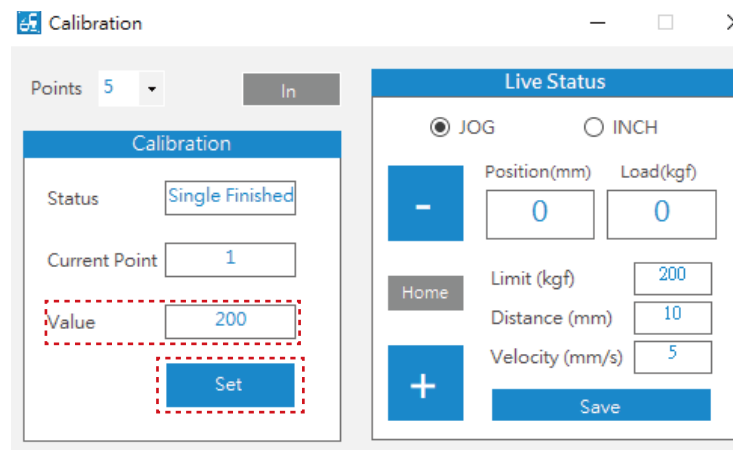 Calibration
Points 5 In
Calibration
Status Single Finished
Current Point 1
Value 200
Set
Live Status
JOG INCH
- Position(mm) Load(kgf)
0 0
Home
Limit (kgf) 200
Distance (mm) 10
Velocity (mm/s) 5
+
Save